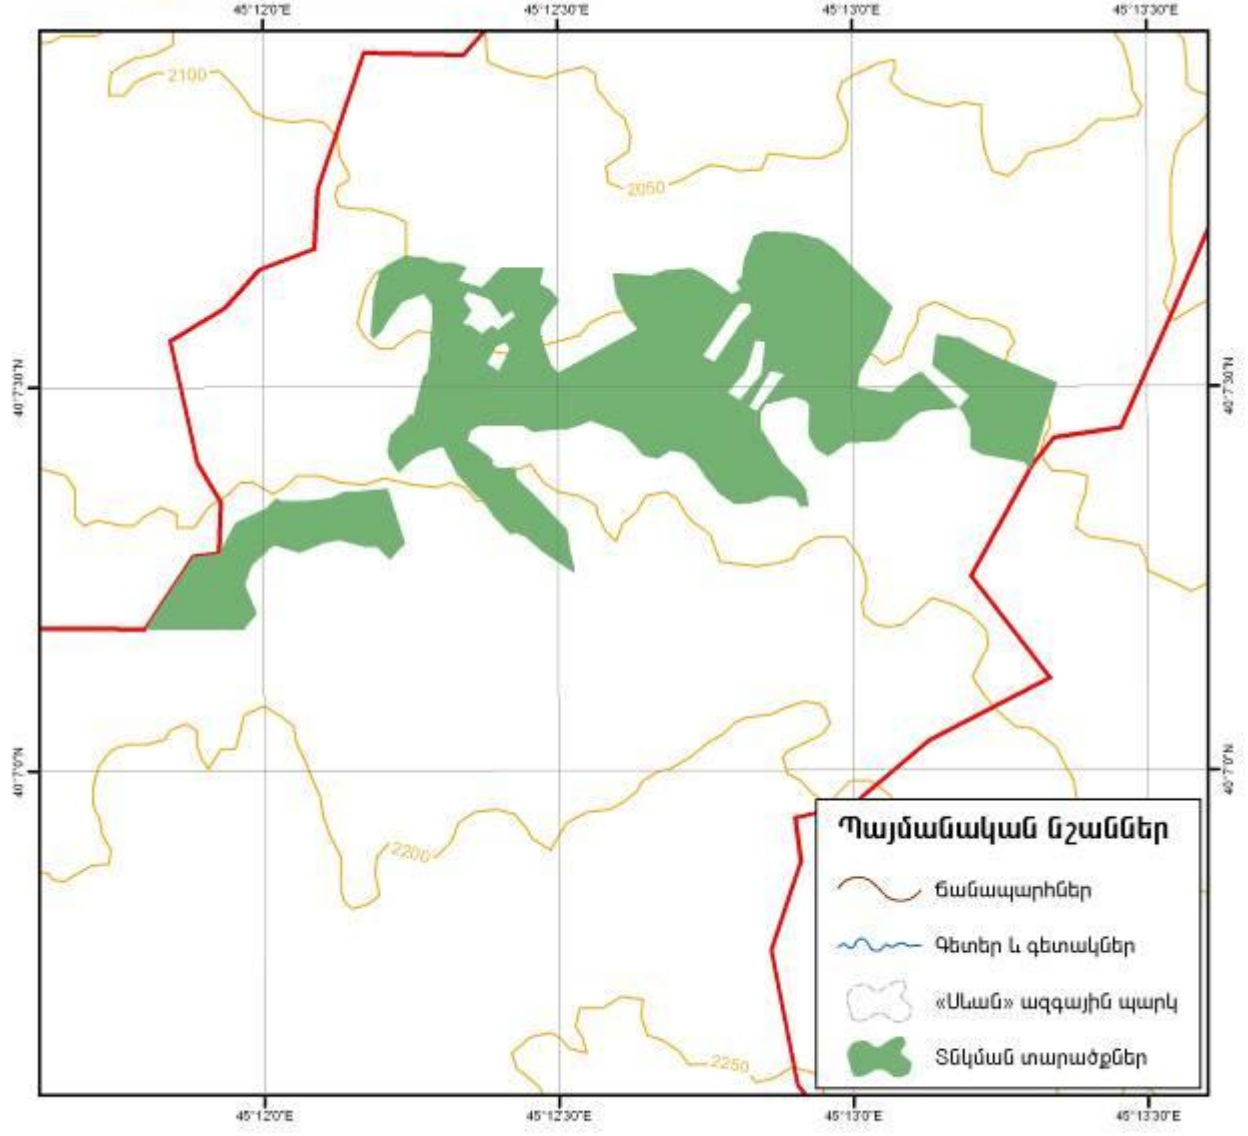 45°12'0"E 45°12'30"E 45°13'0"E 45°13'30"E
2100
2050
40°7'30"N 40°7'30"N
40°7'0"N 40°7'0"N
2200
2250
Պայմանական նշաններ
Ճանապարհներ
Գետեր և գետակներ
«Սևան» ազգային պարկ
Տնկման տարածքներ
45°12'0"E 45°12'30"E 45°13'0"E 45°13'30"E